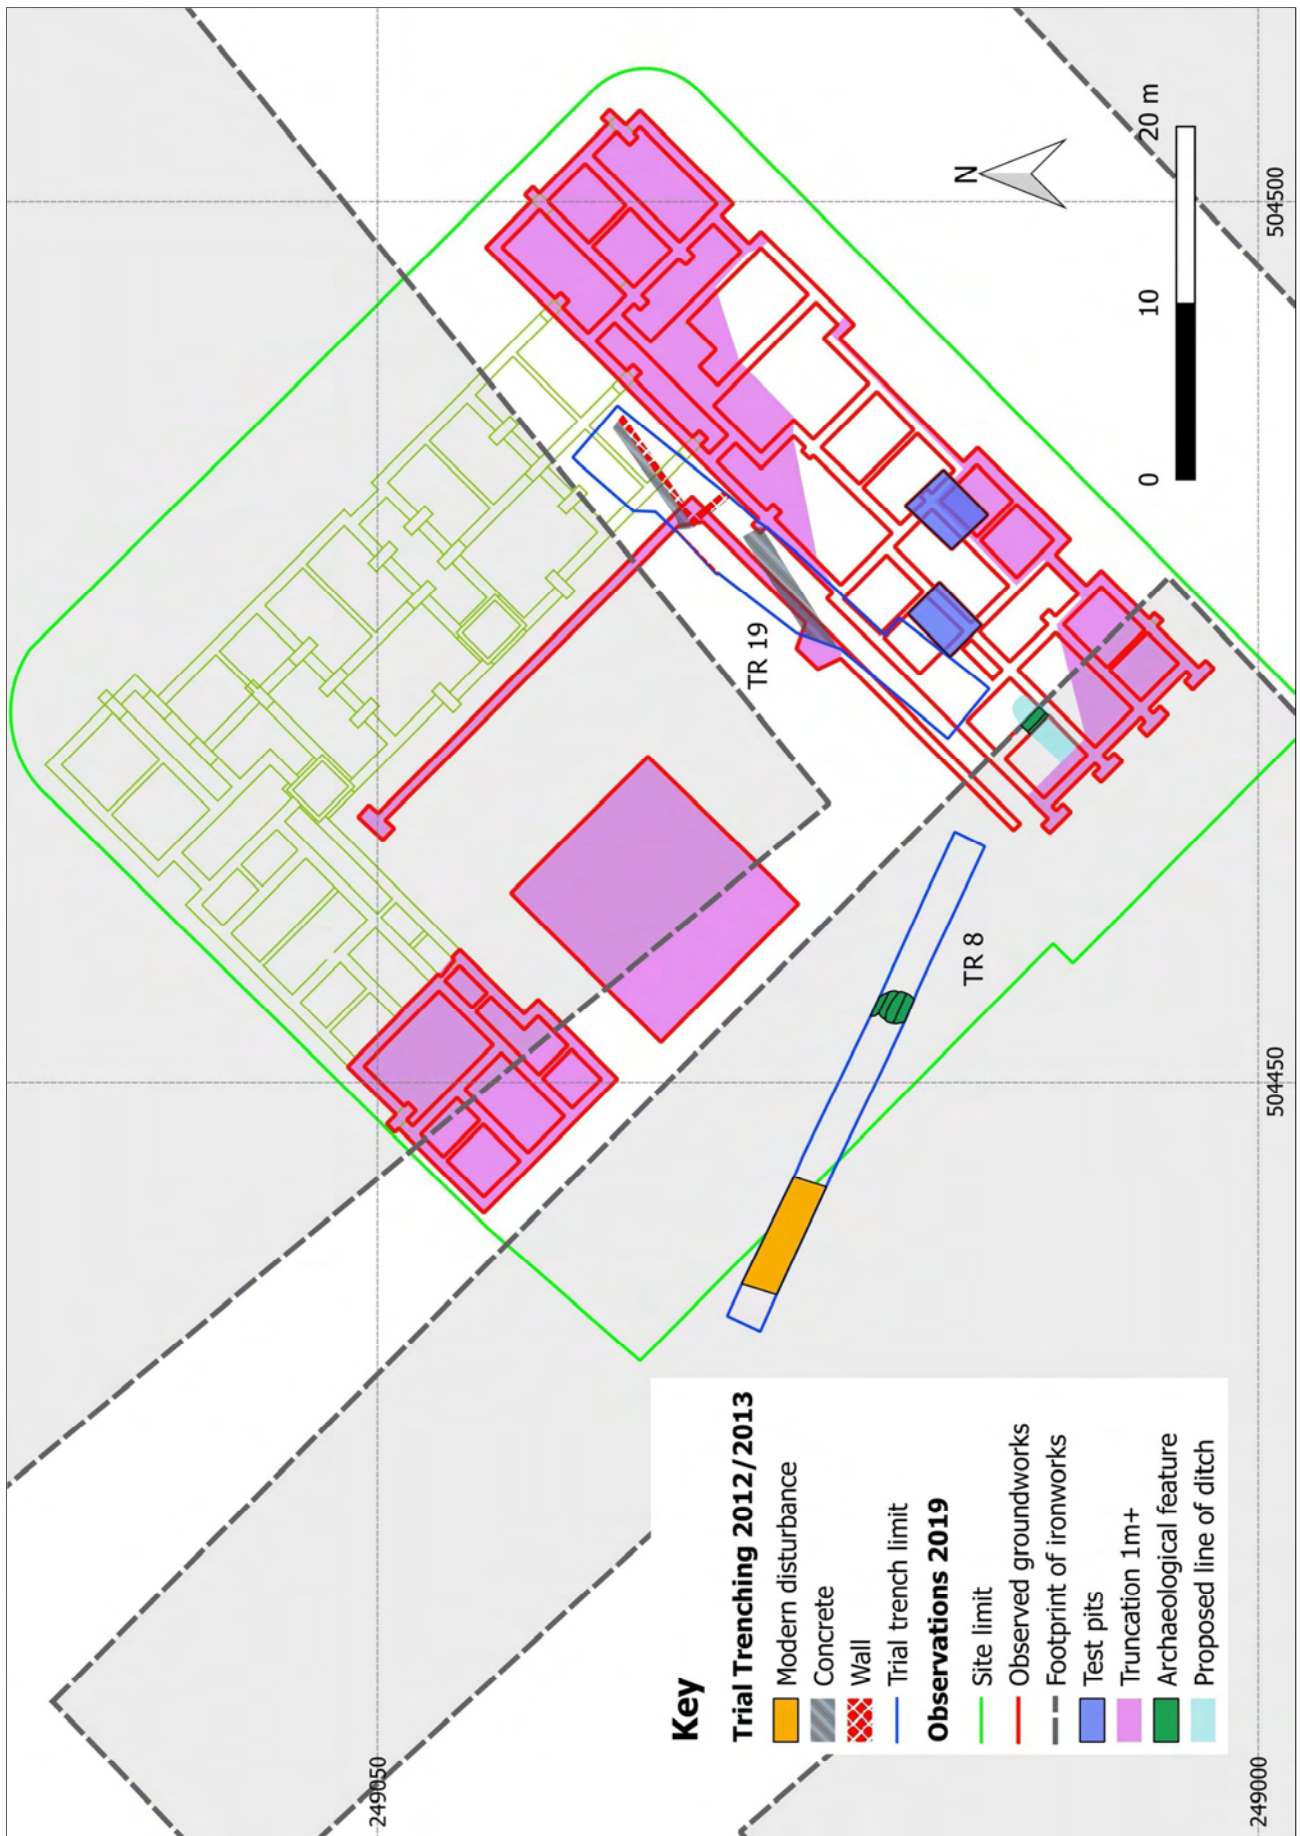 TR 19
TR 8
N
0
10
20 m
504500
504450
249050
249000
Key
Trial Trenching 2012/2013
Modern disturbance
Concrete
Wall
Trial trench limit
Observations 2019
Site limit
Observed groundworks
Footprint of ironworks
Test pits
Truncation 1m+
Archaeological feature
Proposed line of ditch